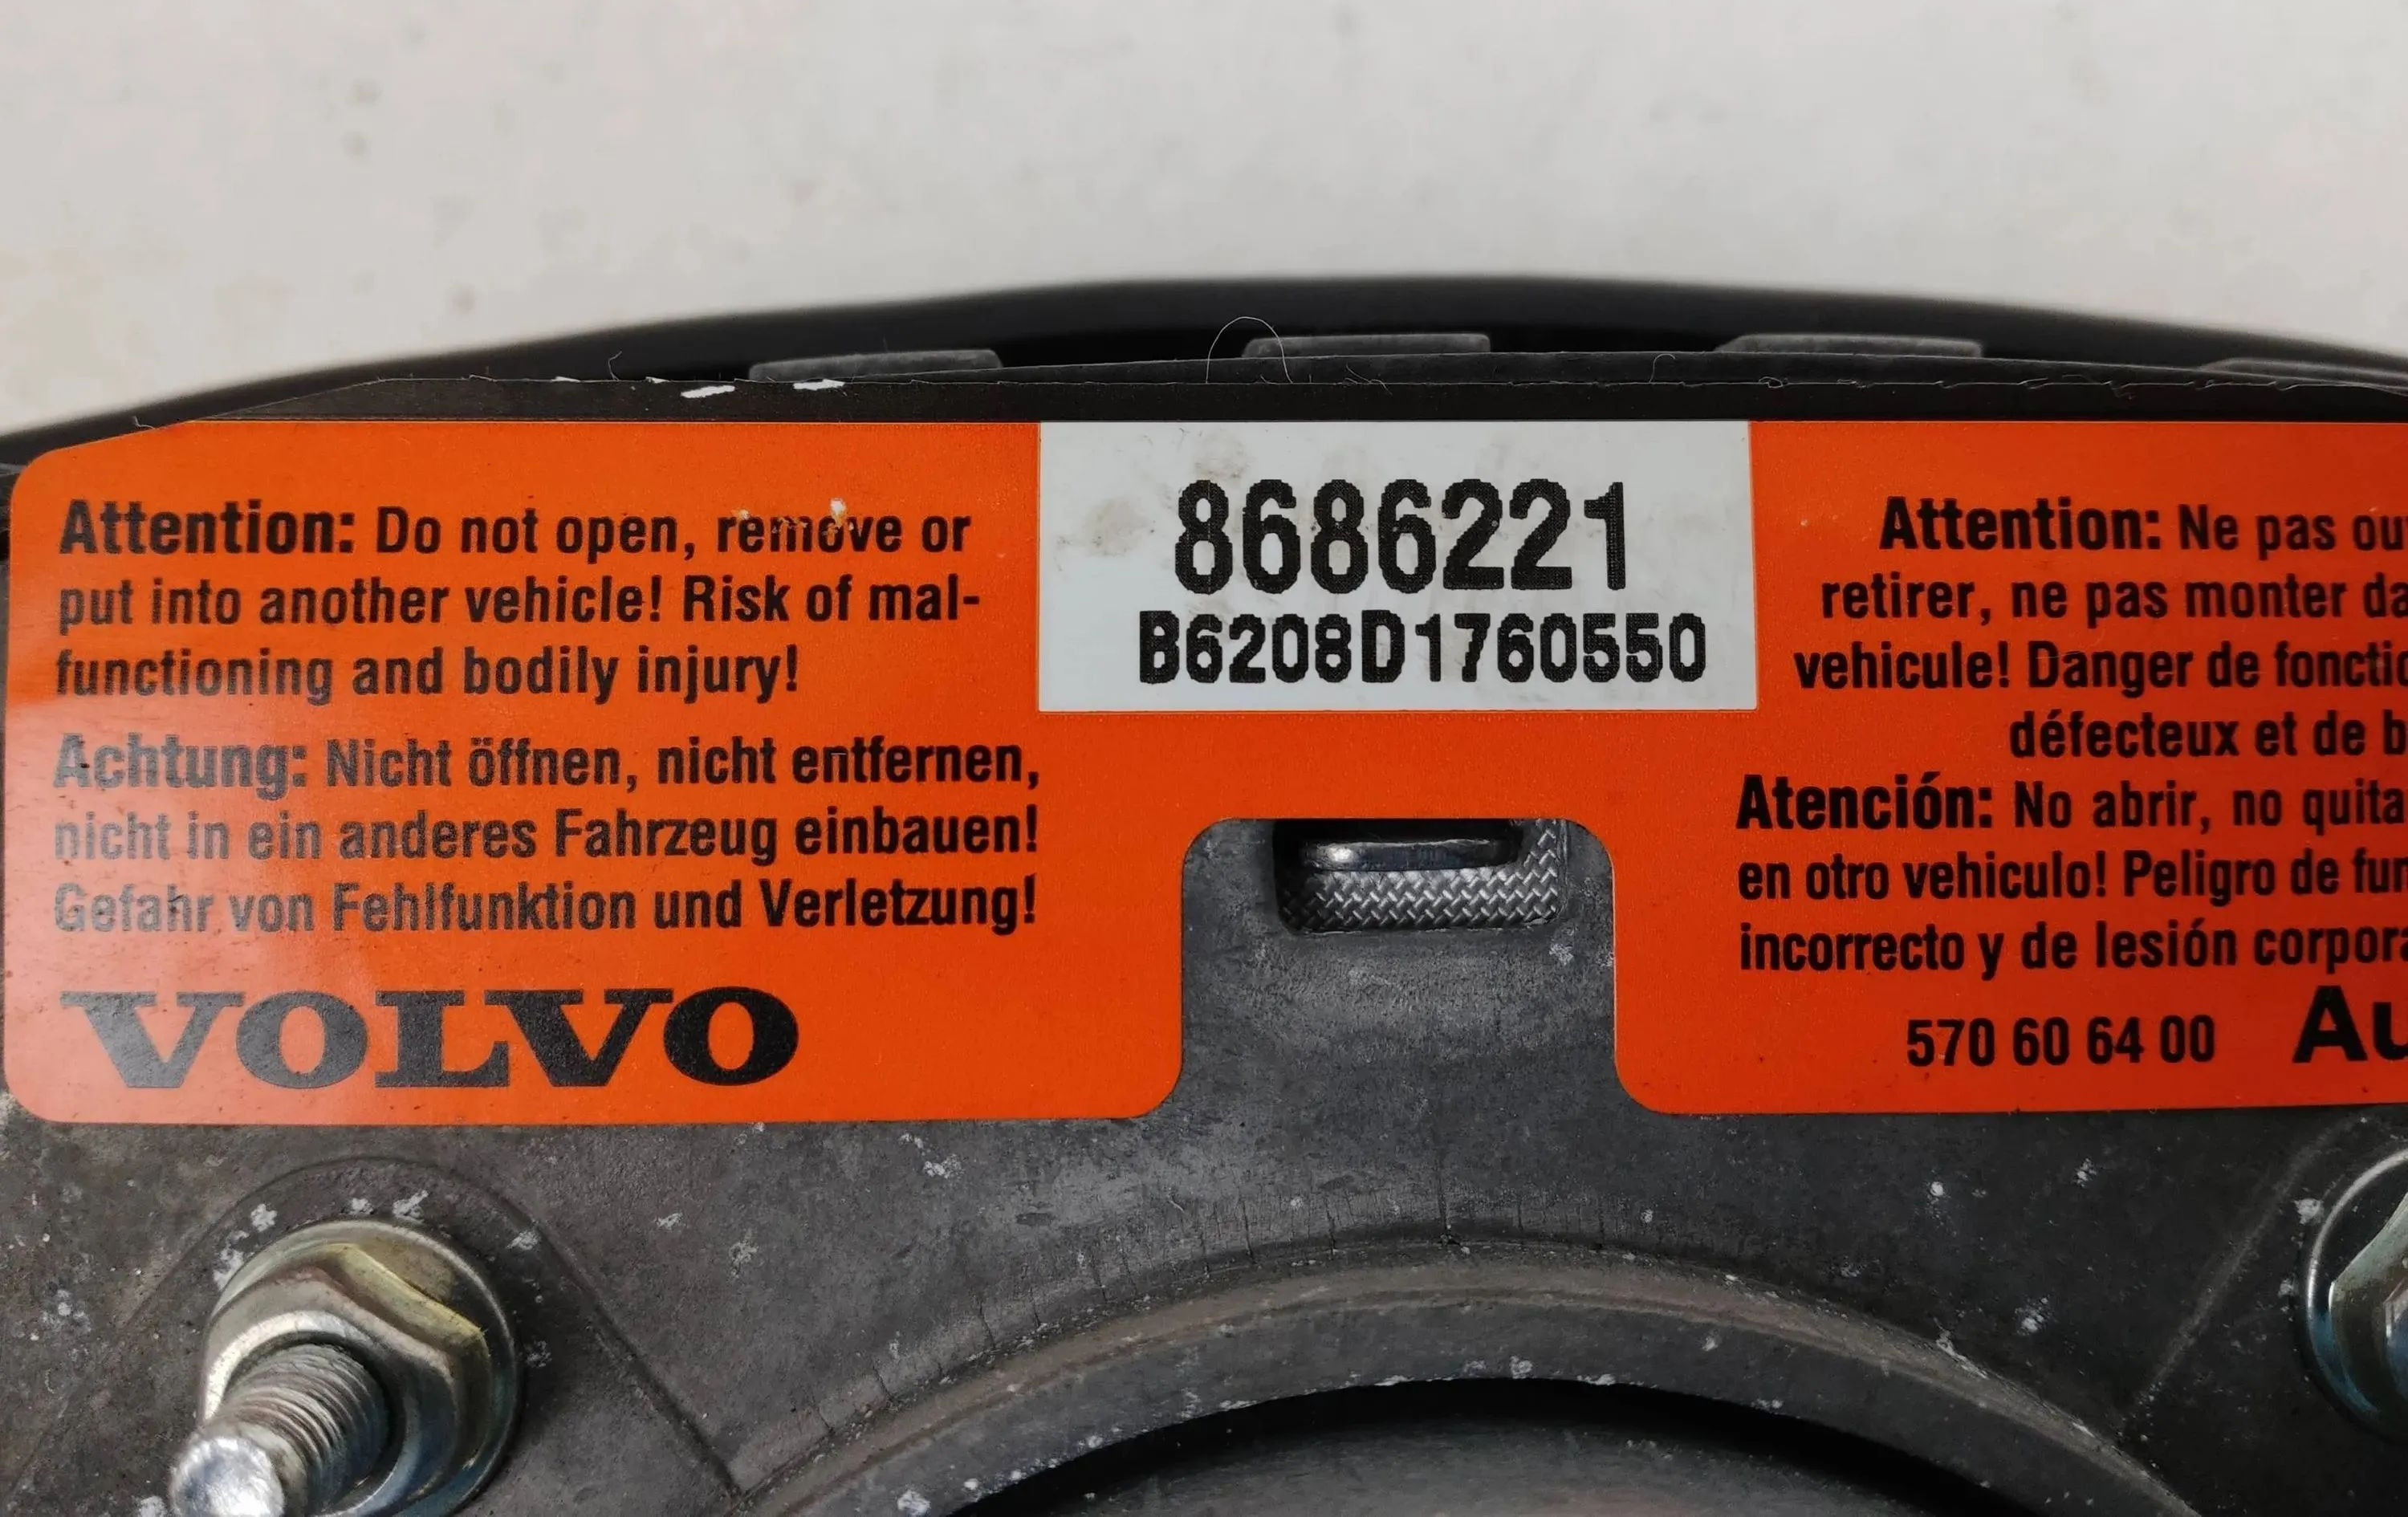 Attention: Do not open, remove or
put into another vehicle! Risk of mal-
functioning and bodily injury!
Achtung: Nicht öffnen, nicht entfernen,
nicht in ein anderes Fahrzeug einbauen!
Gefahr von Fehlfunktion und Verletzung!
VOLVO
8686221
B6208D1760550
Attention: Ne pas
retirer, ne pas monter
vehicule! Danger de
défecteux et de
Atención: No abrir, no
en otro vehiculo! Peligro de
incorrecto y de lesión
570 60 64 00